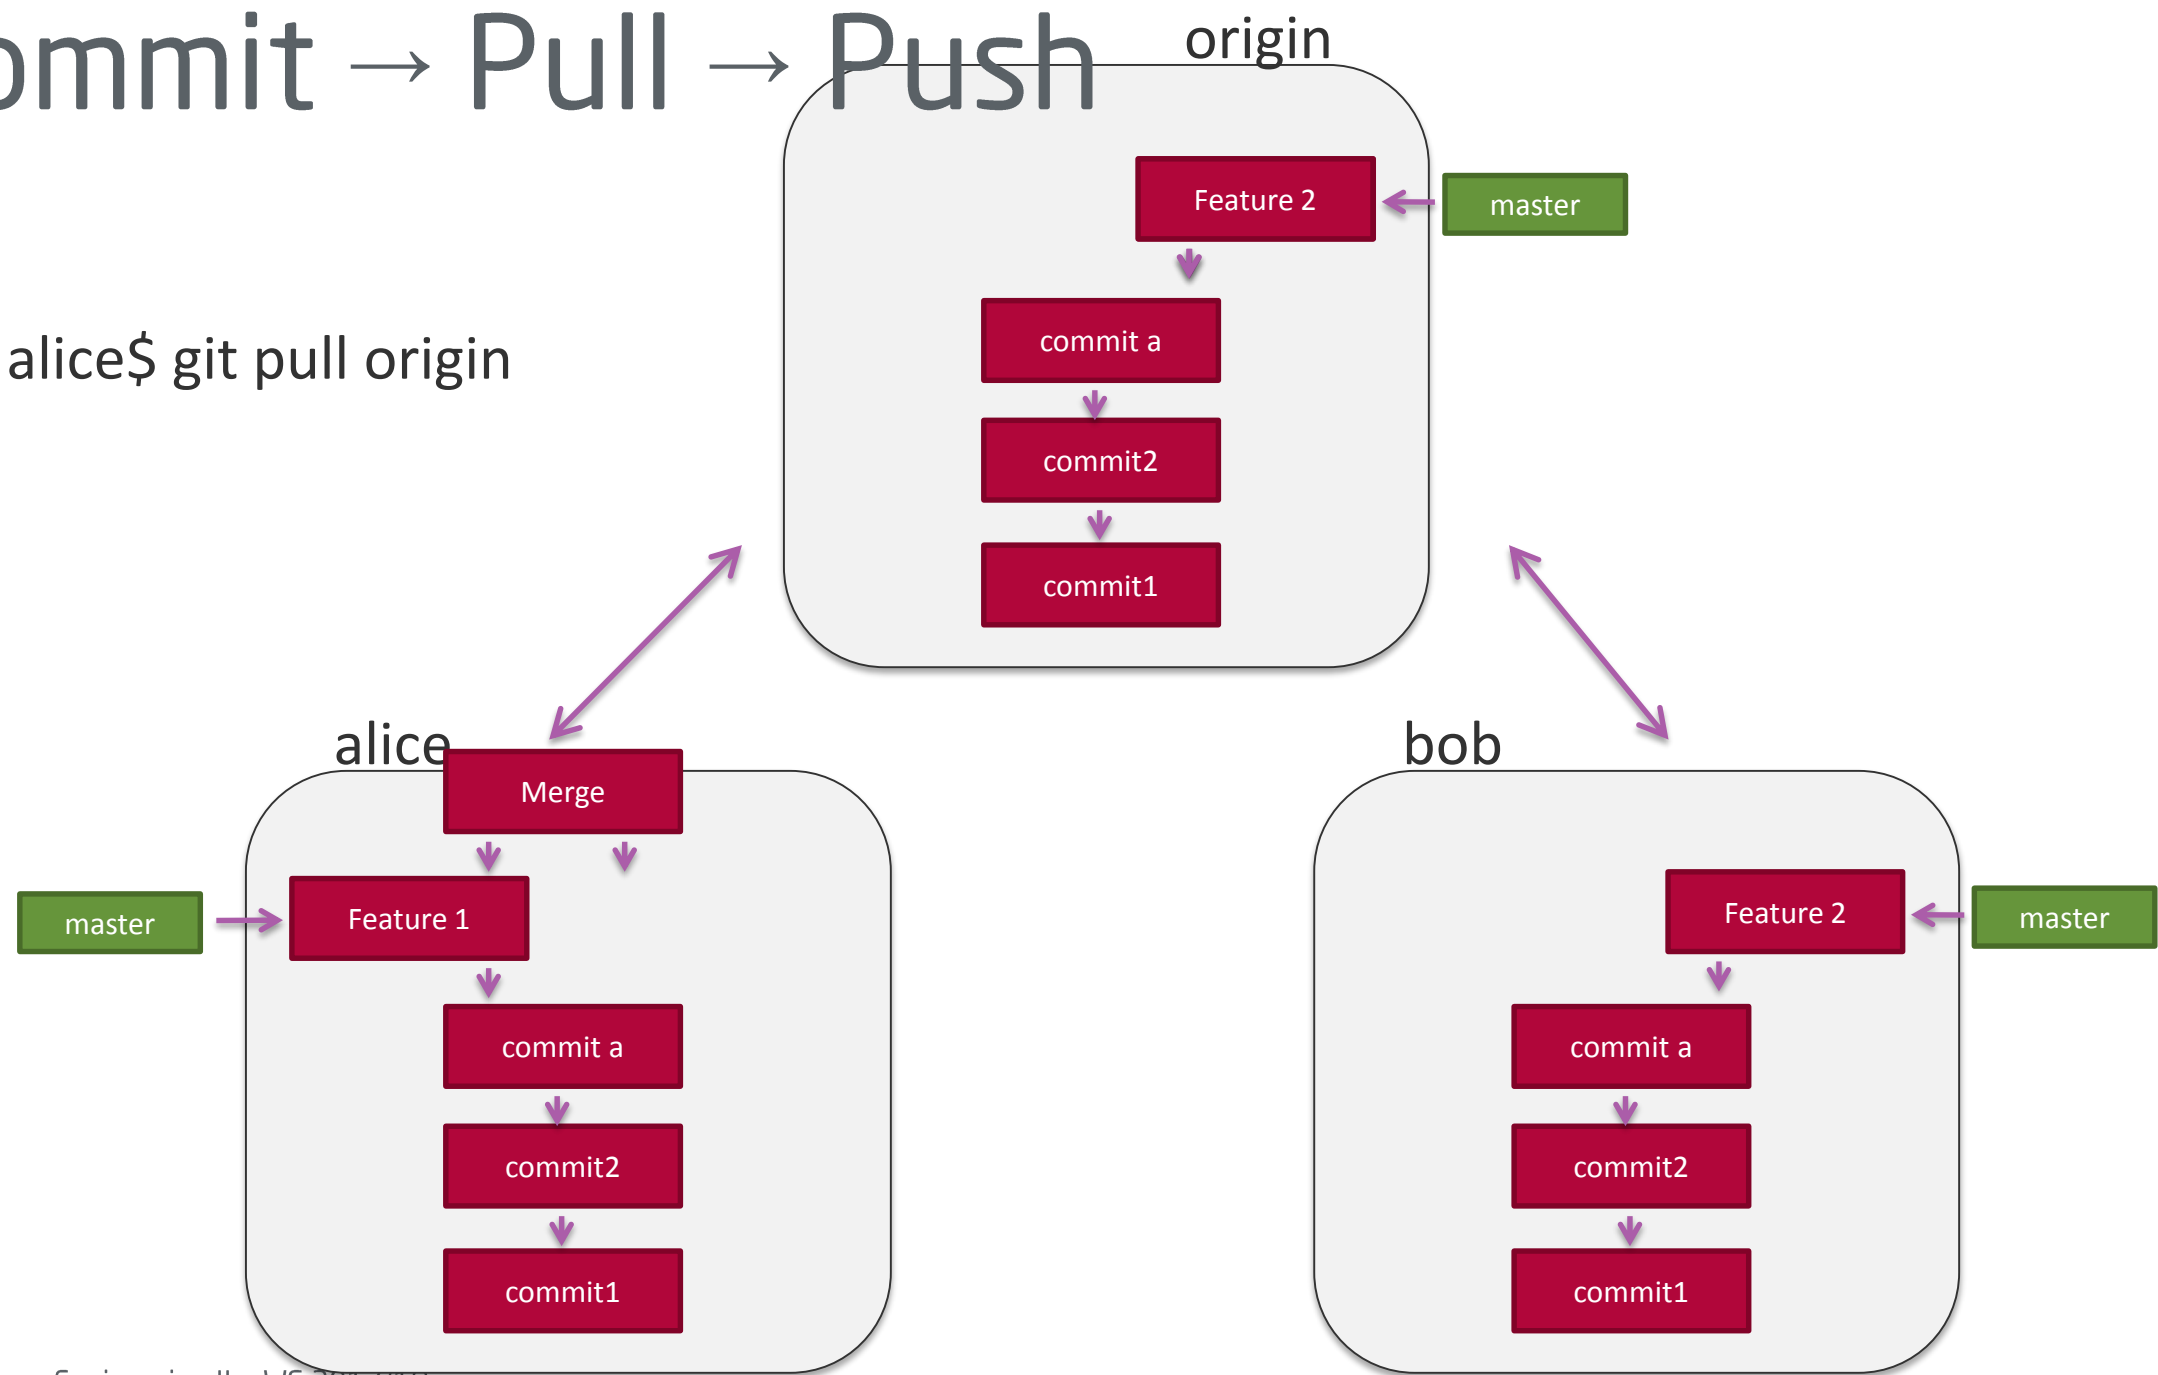 ommit → Pull → Push
origin
Feature 2
master
commit a
alice$ git pull origin
commit2
commit1
alice
bob
Merge
master
Feature 1
Feature 2
master
commit a
commit a
commit2
commit2
commit1
commit1